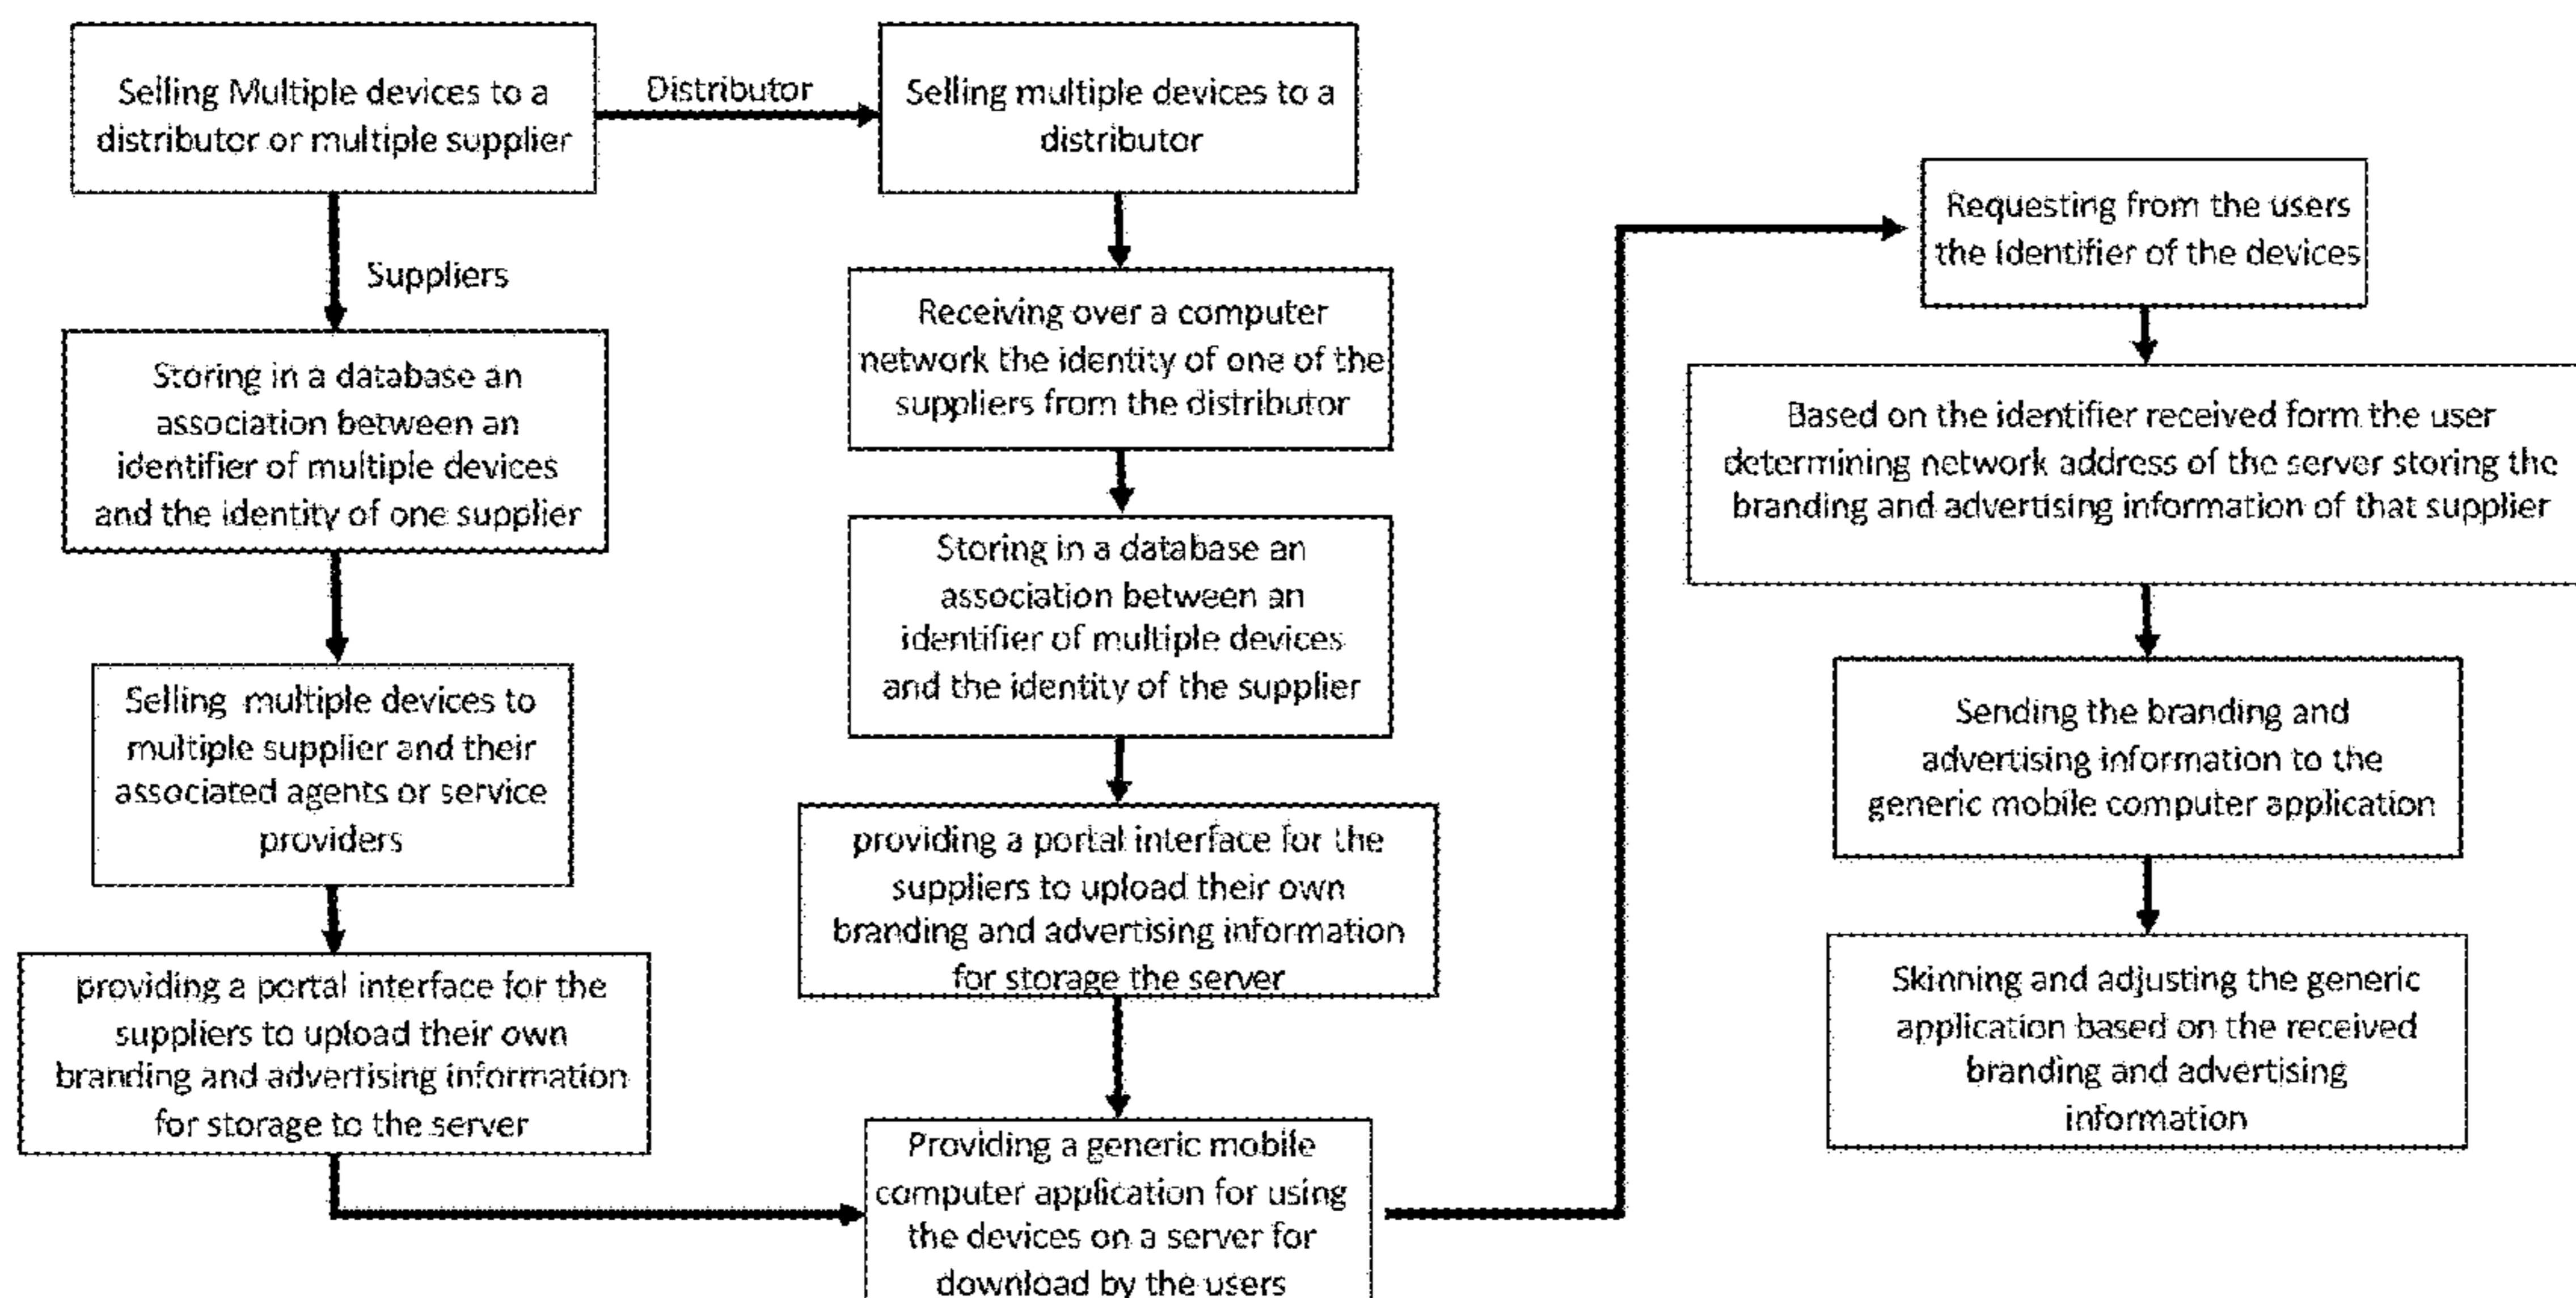 Selling Multiple devices to a
distributor or multiple supplier
Distributor
Suppliers
Storing in a database an
association between an
identifier of multiple devices
and the identity of one supplier
Selling multiple devices to
multiple supplier and their
associated agents or service
providers
providing a portal interface for the
suppliers to upload their own
branding and advertising information
for storage to the server
Selling multiple devices to a
distributor
Receiving over a computer
network the identity of one of the
suppliers from the distributor
Storing in a database an
association between an
identifier of multiple devices
and the identity of the supplier
providing a portal interface for the
suppliers to upload their own
branding and advertising information
for storage the server
Providing a generic mobile
computer application for using
the devices on a server for
download by the users
Requesting from the users
the identifier of the devices
Based on the identifier received form the user
determining network address of the server storing the
branding and advertising information of that supplier
Sending the branding and
advertising information to the
generic mobile computer application
Skinning and adjusting the generic
application based on the received
branding and advertising
information